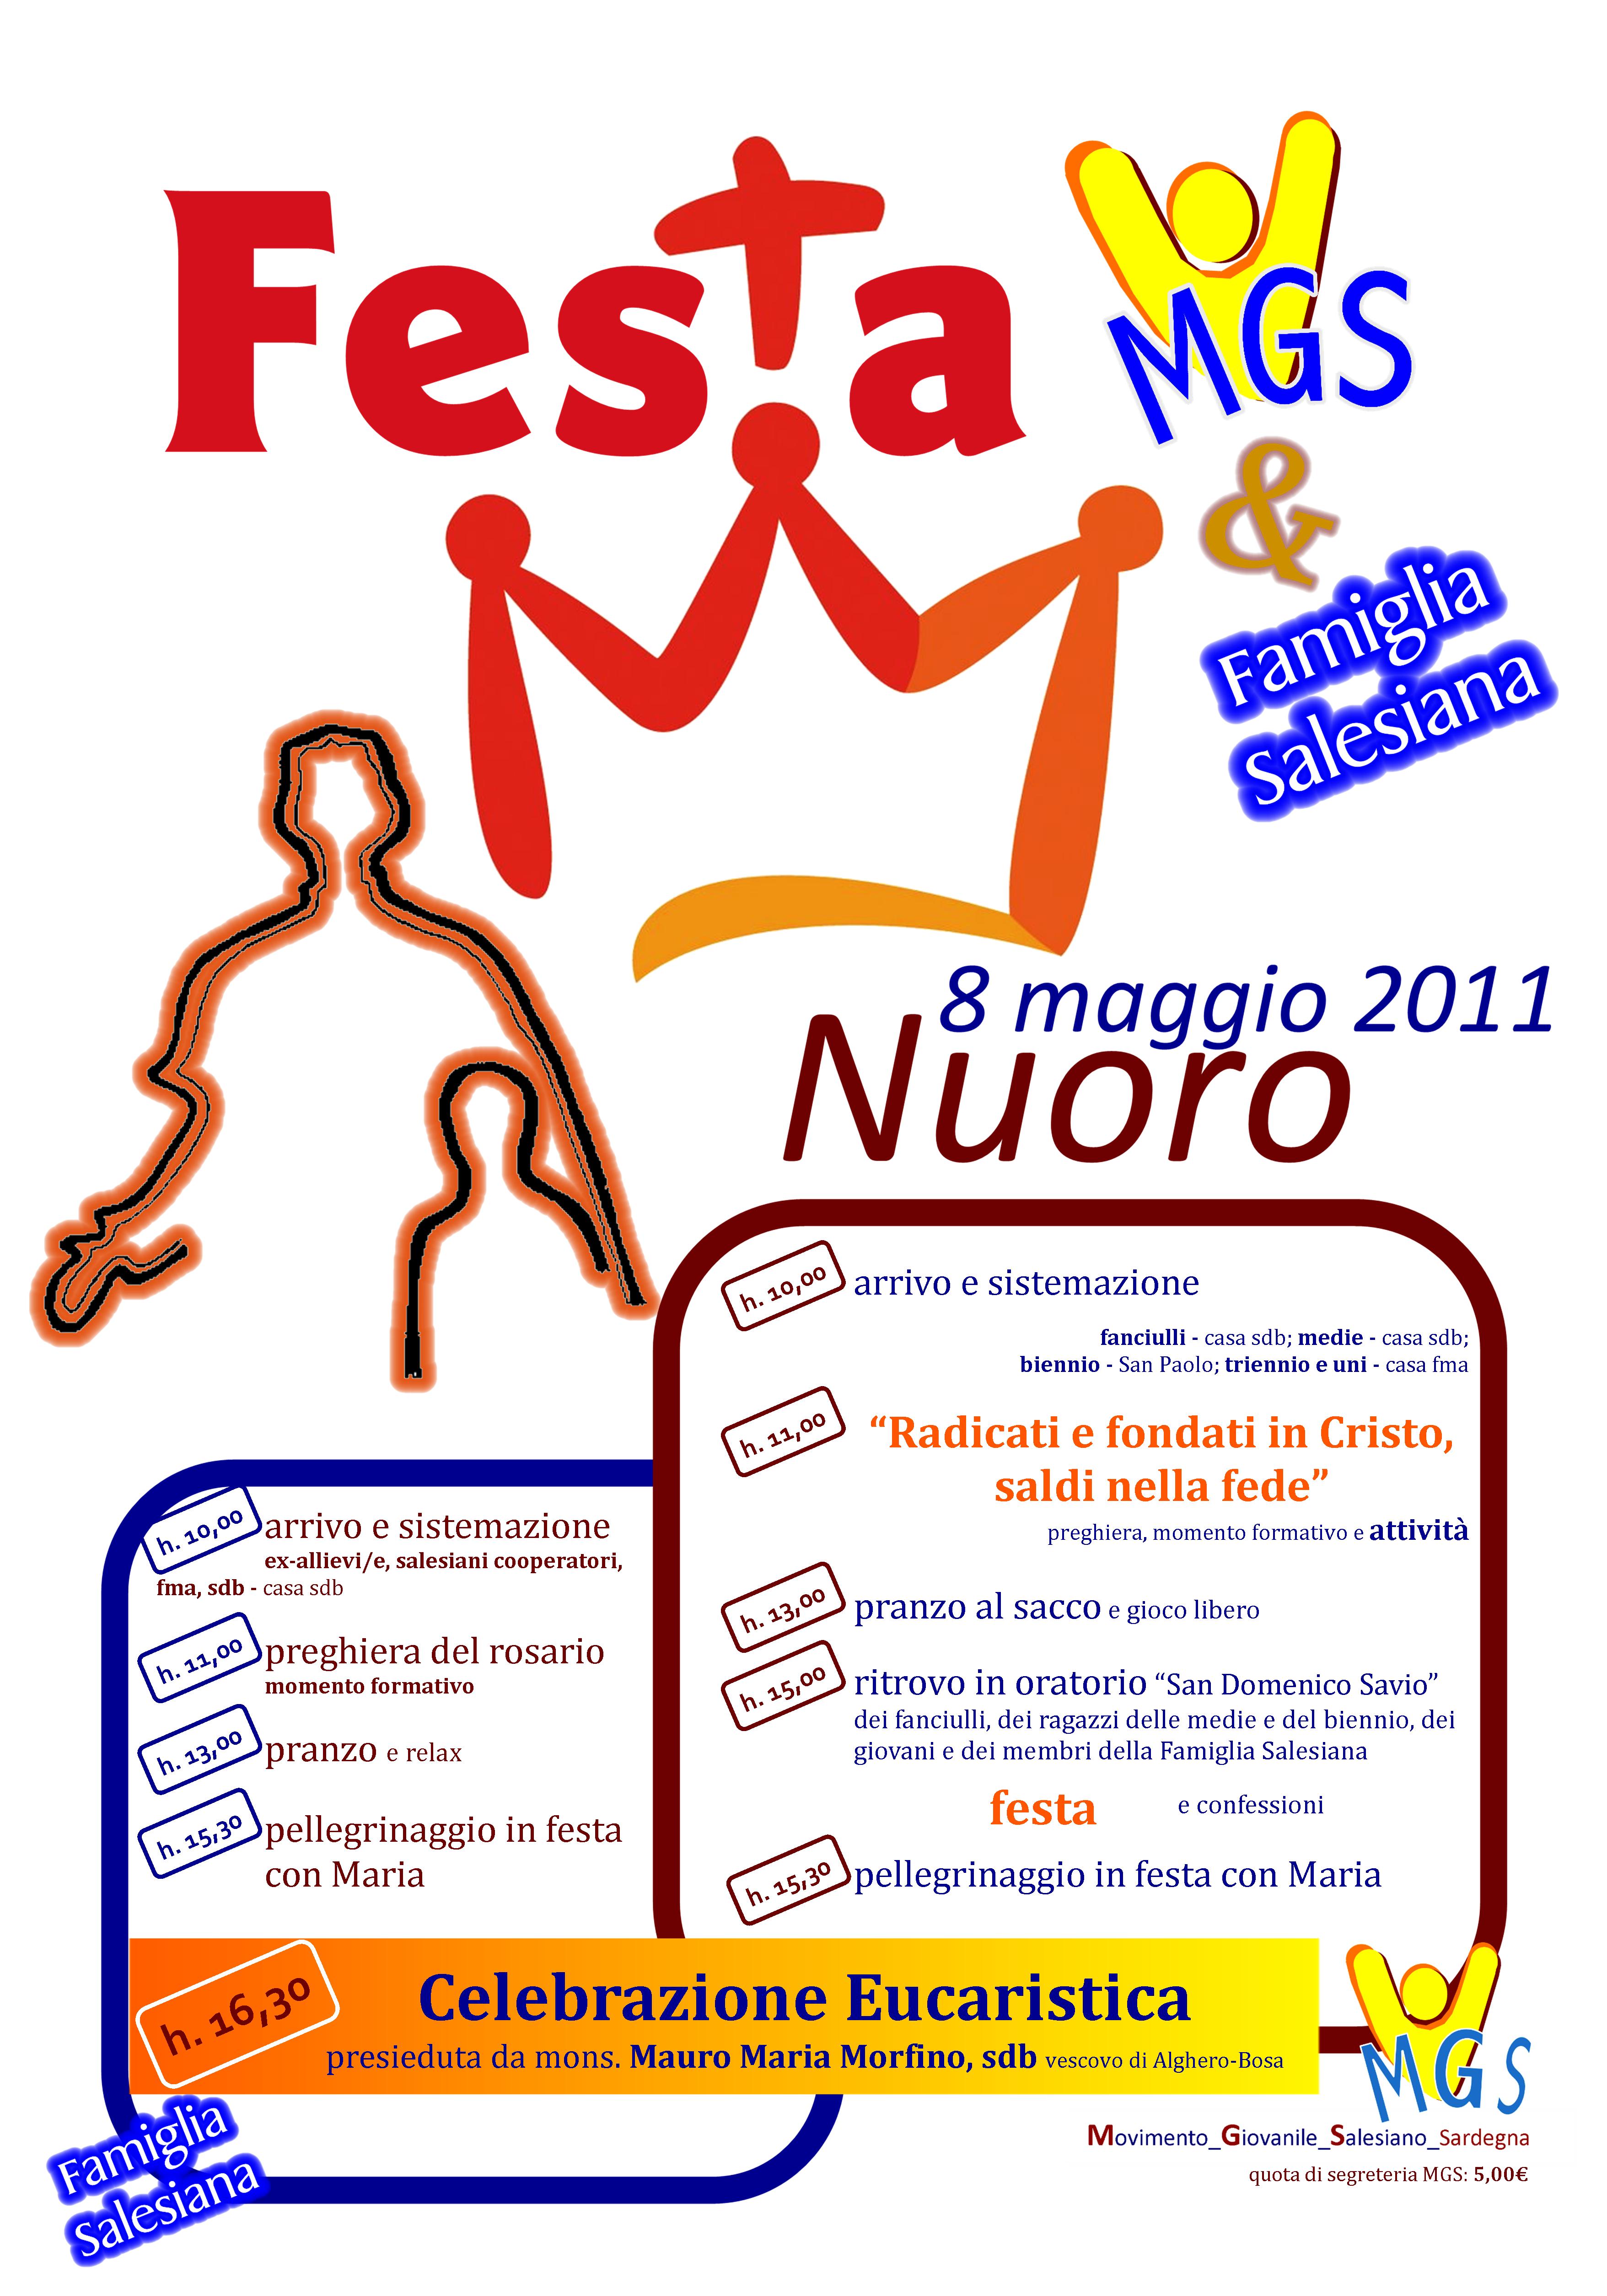 Festa
MGS
&
Famiglia
Salesiana
8 maggio 2011
Nuoro
h. 10,00 arrivo e sistemazione
fanciulli - casa sdb; medie - casa sdb;
biennio - San Paolo; triennio e uni - casa fma
h. 11,00 “Radicati e fondati in Cristo,
saldi nella fede”
preghiera, momento formativo e attività
h. 13,00 pranzo al sacco e gioco libero
h. 15,00 ritrovo in oratorio “San Domenico Savio”
dei fanciulli, dei ragazzi delle medie e del biennio, dei
giovani e dei membri della Famiglia Salesiana
festa e confessioni
h. 15,30 pellegrinaggio in festa con Maria
h. 10,00 arrivo e sistemazione
ex-allievi/e, salesiani cooperatori,
fma, sdb - casa sdb
h. 11,00 preghiera del rosario
momento formativo
h. 13,00 pranzo e relax
h. 15,30 pellegrinaggio in festa
con Maria
h. 16,30 Celebrazione Eucaristica
presieduta da mons. Mauro Maria Morfino, sdb vescovo di Alghero-Bosa
MGS
Movimento_Giovanile_Salesiano_Sardegna
quota di segreteria MGS: 5,00€
Famiglia
Salesiana